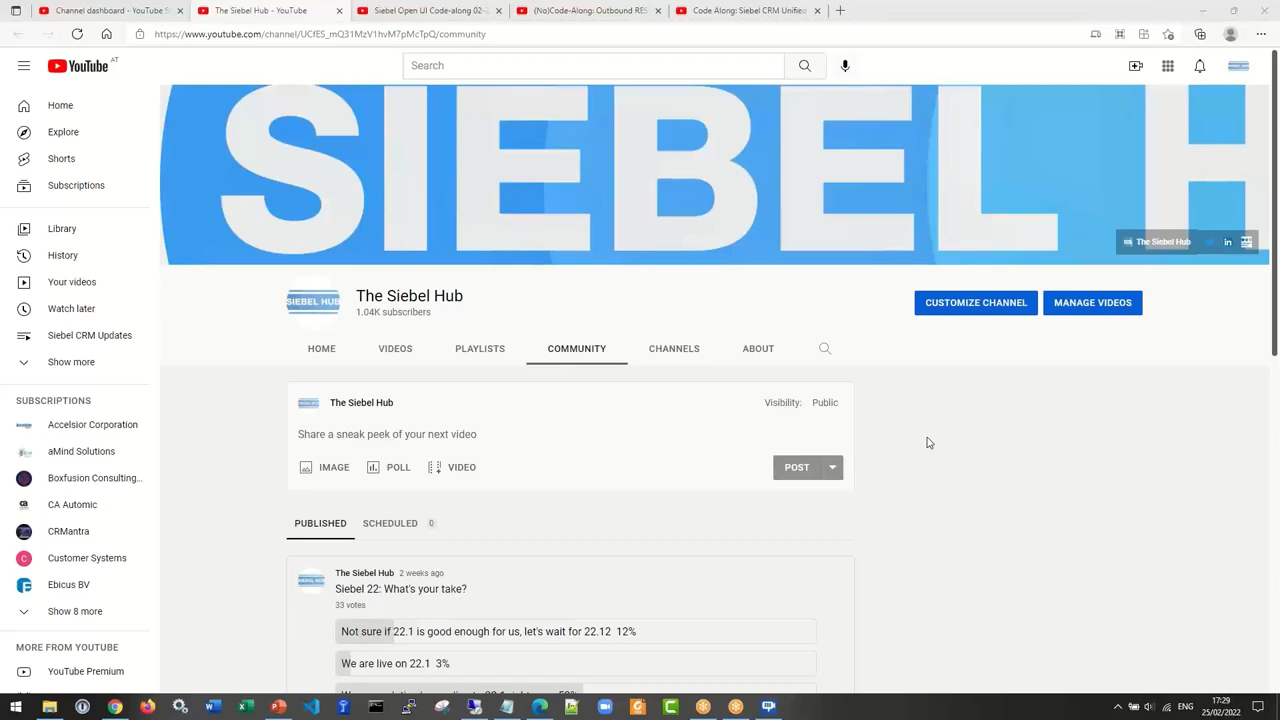 Channel dashboard - YouTube S
The Siebel Hub - YouTube
Siebel Open UI Code-along 02-
(No)Code-Along: Outbound RES
Code Along: Siebel CRM Unifie
https://www.youtube.com/channel/UCfES_mQ31MzV1hvM7pMcTpQ/community
YouTube AT
Search
SIEBEL H
The Siebel Hub
Home
Explore
Shorts
Subscriptions
Library
History
Your videos
Watch later
Siebel CRM Updates
Show more
SUBSCRIPTIONS
Accelsior Corporation
aMind Solutions
Boxfusion Consulting...
CA Automic
CRMantra
C Customer Systems
Ebicus BV
Show 8 more
MORE FROM YOUTUBE
YouTube Premium
SIEBEL HUB
The Siebel Hub
1.04K subscribers
CUSTOMIZE CHANNEL
MANAGE VIDEOS
HOME VIDEOS PLAYLISTS COMMUNITY CHANNELS ABOUT
The Siebel Hub
Visibility: Public
Share a sneak peek of your next video
IMAGE POLL VIDEO
POST
PUBLISHED SCHEDULED 0
The Siebel Hub 2 weeks ago
Siebel 22: What's your take?
33 votes
Not sure if 22.1 is good enough for us, let's wait for 22.12 12%
We are live on 22.1 3%
ENG
17:29
25/02/2022